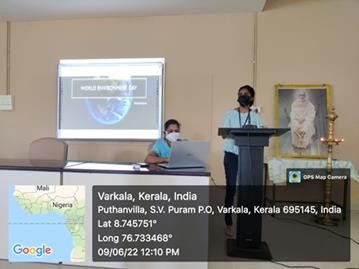 WORLD ENVIRONMENT DAY
GPS Map Camera
Mali
Nigeria
Google
Varkala, Kerala, India
Puthanvilla, S.V. Puram P.O, Varkala, Kerala 695145, India
Lat 8.745751°
Long 76.733468°
09/06/22 12:10 PM